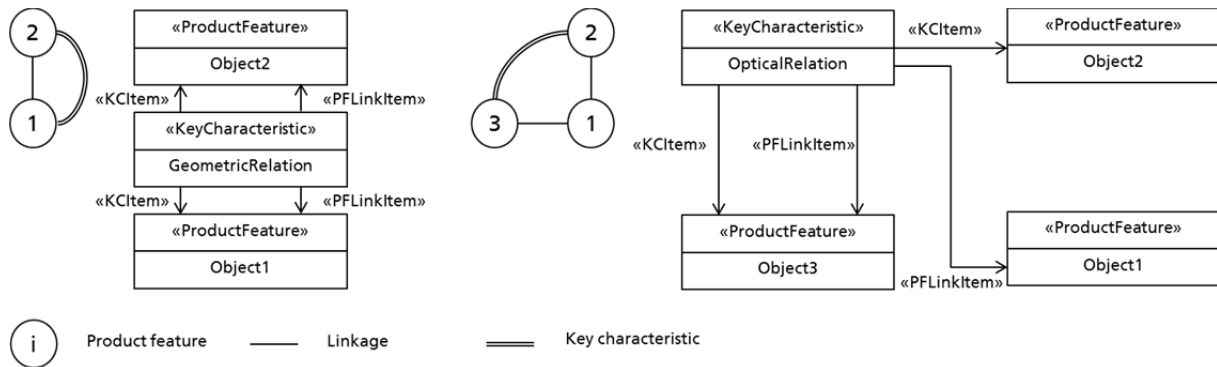 2
1
«ProductFeature»
Object2
«KCItem»
«PFLinkItem»
«KeyCharacteristic»
GeometricRelation
«KCItem»
«PFLinkItem»
«ProductFeature»
Object1
2
3
1
«KeyCharacteristic»
OpticalRelation
«KCItem»
«ProductFeature»
Object2
«KCItem»
«PFLinkItem»
«ProductFeature»
Object3
«PFLinkItem»
«ProductFeature»
Object1
i
Product feature
Linkage
Key characteristic